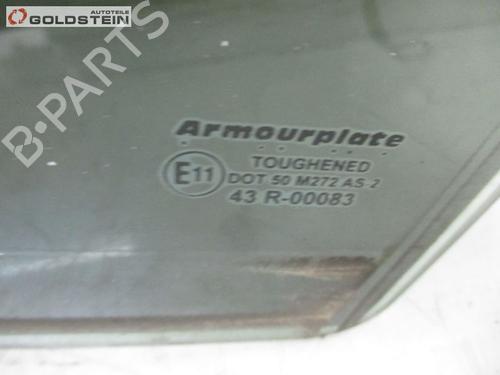 AUTOTEILE
GOLDSTEIN
B-PARTS
Armourplate
TOUGHENED
E11
DOT 50 M272 AS-2
43 R-00083